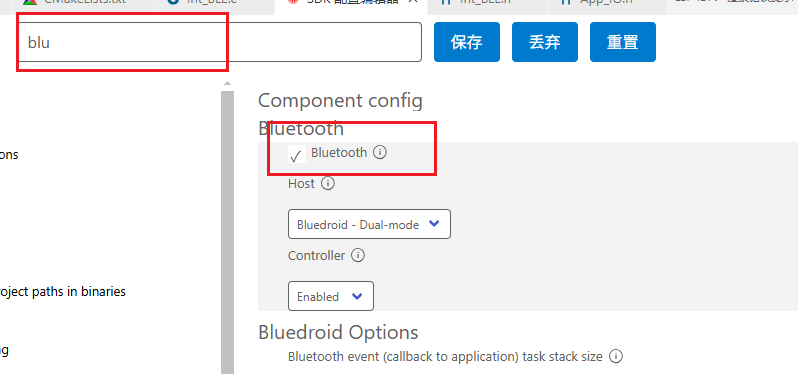 CMakeLists.txt
Int_BLE.c
SDK 配置编辑器
Int_BLE.h
App_IO.h
blu
保存
丢弃
重置
Component config
Bluetooth
Bluetooth
ons
Host
Bluedroid - Dual-mode
Controller
oject paths in binaries
Enabled
Bluedroid Options
ng
Bluetooth event (callback to application) task stack size